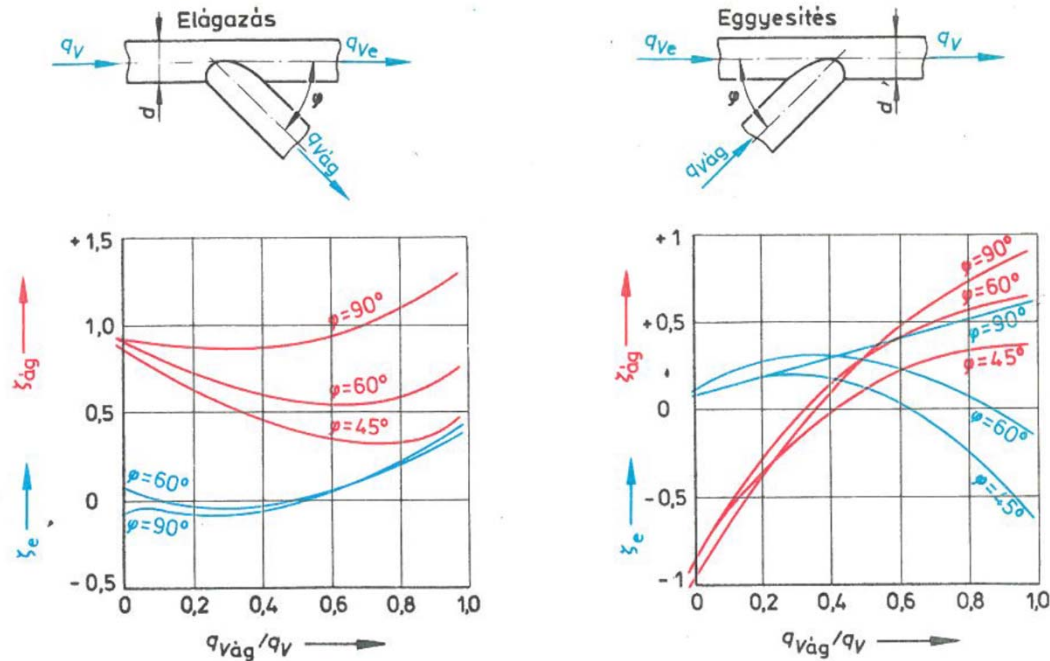 Elágazás
qV
qVe
d
φ
qVág
+1,5
1,0
0,5
0
-0,5
ζág
ζe
φ=90°
φ=60°
φ=45°
φ=60°
φ=90°
0 0,2 0,4 0,6 0,8 1,0
qVág/qV
Eggyesítés
qVe
qV
d
φ
qVág
+1
+0,5
0
-0,5
-1
ζág
ζe
φ=90°
φ=60°
φ=90°
φ=45°
φ=60°
φ=45°
0 0,2 0,4 0,6 0,8 1,0
qVág/qV